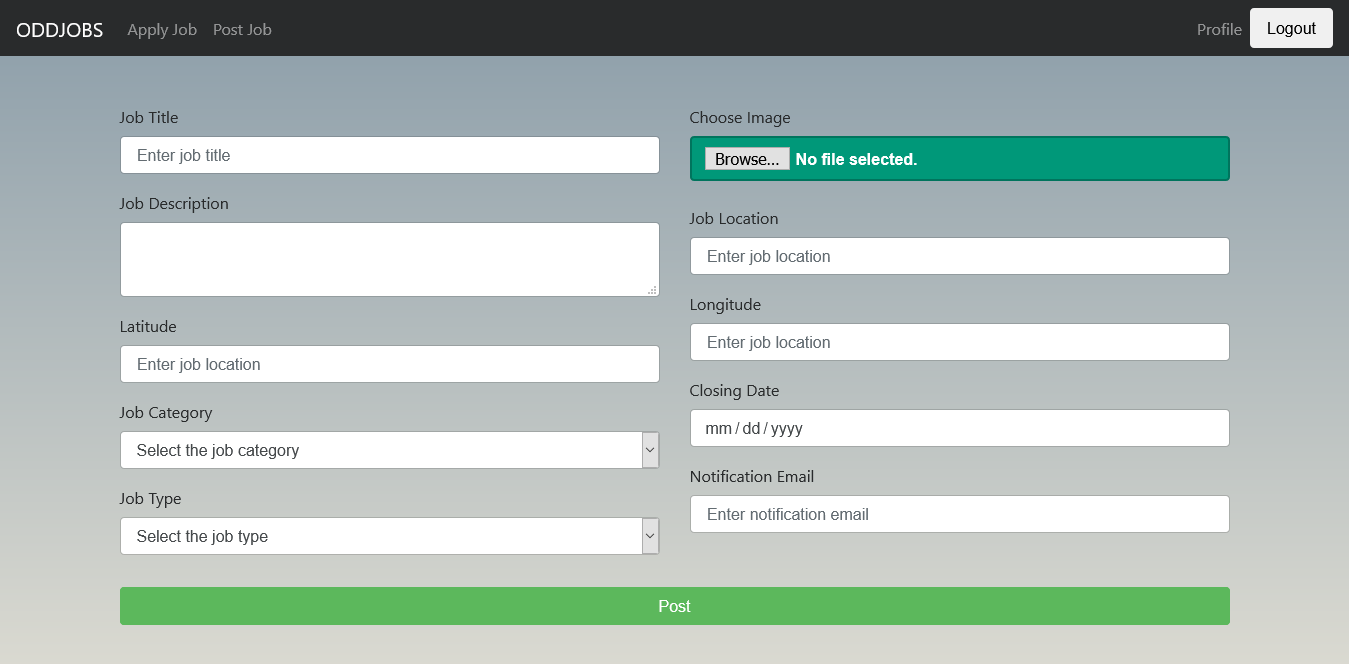 ODDJOBS Apply Job Post Job Profile Logout
Job Title
Enter job title
Job Description
Latitude
Enter job location
Job Category
Select the job category
Job Type
Select the job type
Choose Image
Browse... No file selected.
Job Location
Enter job location
Longitude
Enter job location
Closing Date
mm / dd / yyyy
Notification Email
Enter notification email
Post